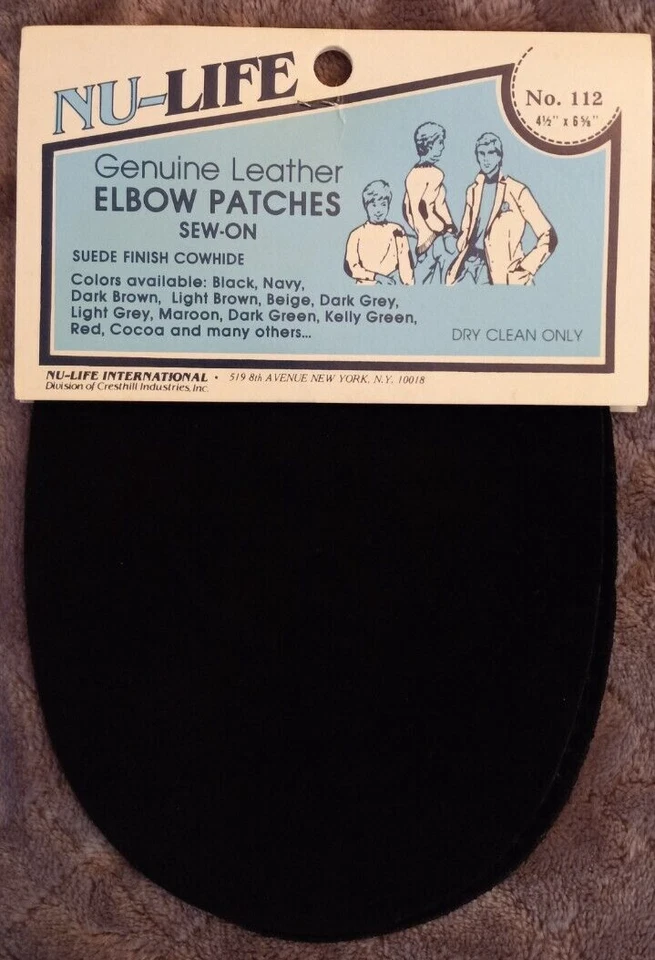 NU-LIFE
No. 112
4½" x 6⅝"
Genuine Leather
ELBOW PATCHES
SEW-ON
SUEDE FINISH COWHIDE
Colors available: Black, Navy,
Dark Brown, Light Brown, Beige, Dark Grey,
Light Grey, Maroon, Dark Green, Kelly Green,
Red, Cocoa and many others...
DRY CLEAN ONLY
NU-LIFE INTERNATIONAL • 519 8th AVENUE NEW YORK, N.Y. 10018
Division of Cresthill Industries, Inc.